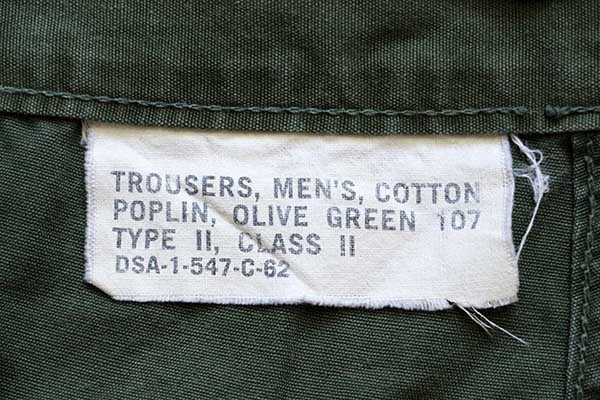 TROUSERS, MEN'S, COTTON
POPLIN, OLIVE GREEN 107
TYPE II, CLASS II
DSA-1-547-C-62